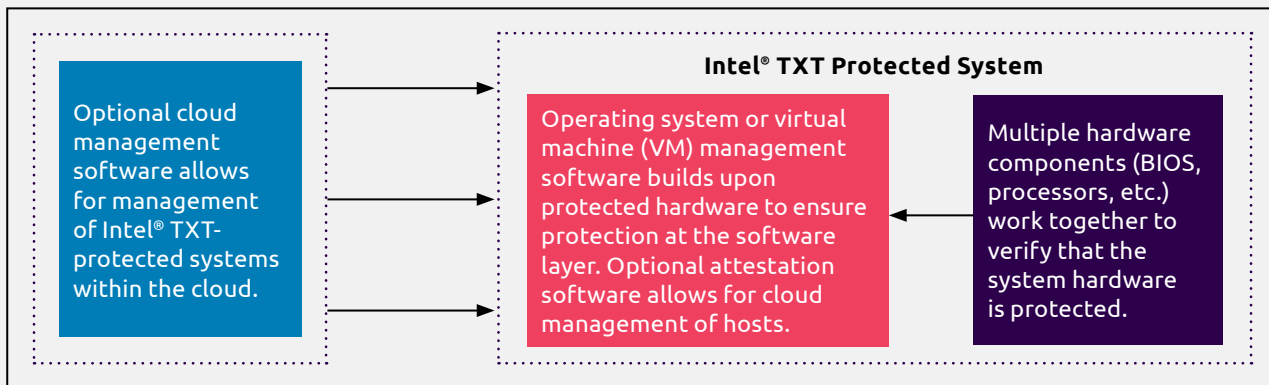 Optional cloud
management
software allows
for management
of Intel® TXT-
protected systems
within the cloud.
Intel® TXT Protected System
Operating system or virtual
machine (VM) management
software builds upon
protected hardware to ensure
protection at the software
layer. Optional attestation
software allows for cloud
management of hosts.
Multiple hardware
components (BIOS,
processors, etc.)
work together to
verify that the
system hardware
is protected.